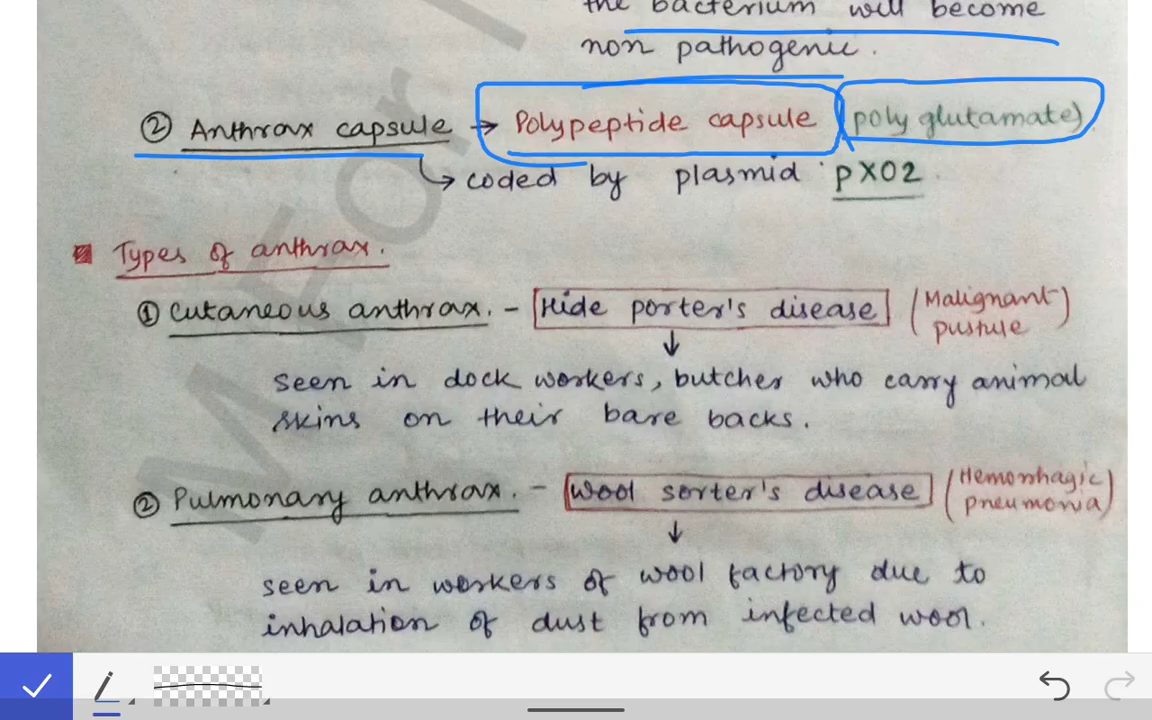 the bacterium will become
non pathogenic.
② Anthrax capsule → Polypeptide capsule (poly glutamate)
↳ coded by plasmid pXO2.
Types of anthrax.
① Cutaneous anthrax. - Hide porter's disease (Malignant pustule)
↓
seen in dock workers, butcher who carry animal
skins on their bare backs.
② Pulmonary anthrax. - Wool sorter's disease (Hemorrhagic pneumonia)
↓
seen in workers of wool factory due to
inhalation of dust from infected wool.